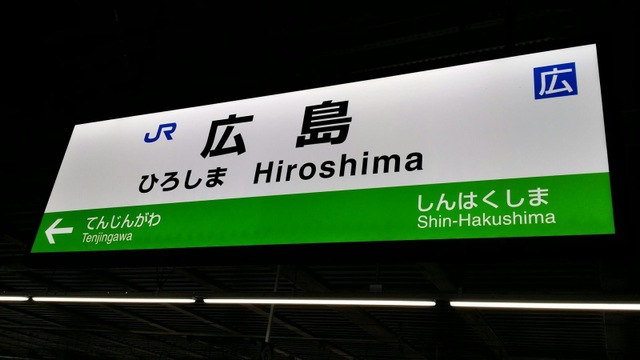 JR 広島 広
ひろしま Hiroshima
← てんじんがわ しんはくしま
Tenjingawa Shin-Hakushima